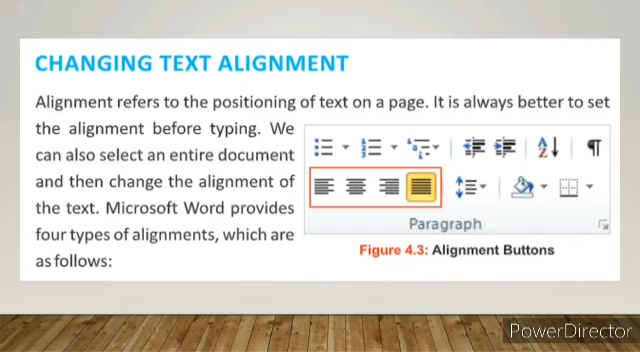 CHANGING TEXT ALIGNMENT
Alignment refers to the positioning of text on a page. It is always better to set
the alignment before typing. We
can also select an entire document
and then change the alignment of
the text. Microsoft Word provides
four types of alignments, which are
as follows:
Paragraph
Figure 4.3: Alignment Buttons
PowerDirector